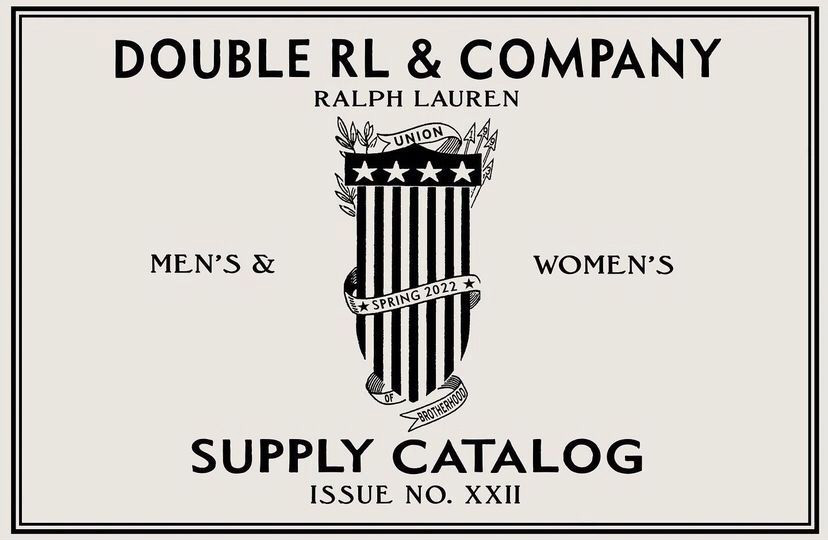 DOUBLE RL & COMPANY
RALPH LAUREN
UNION
MEN'S &
WOMEN'S
★ SPRING 2022 ★
OF
BROTHERHOOD
SUPPLY CATALOG
ISSUE NO. XXII